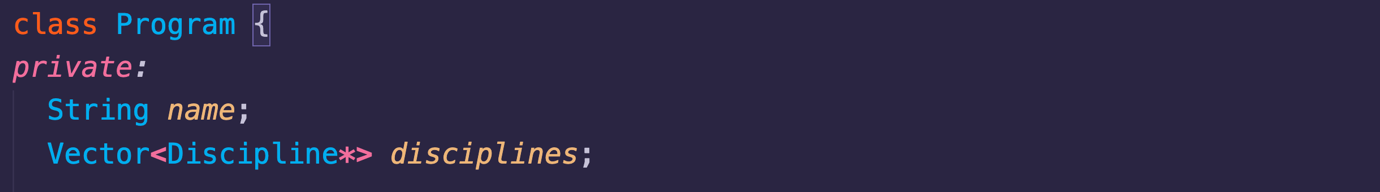 class Program {
private:
  String name;
  Vector<Discipline*> disciplines;